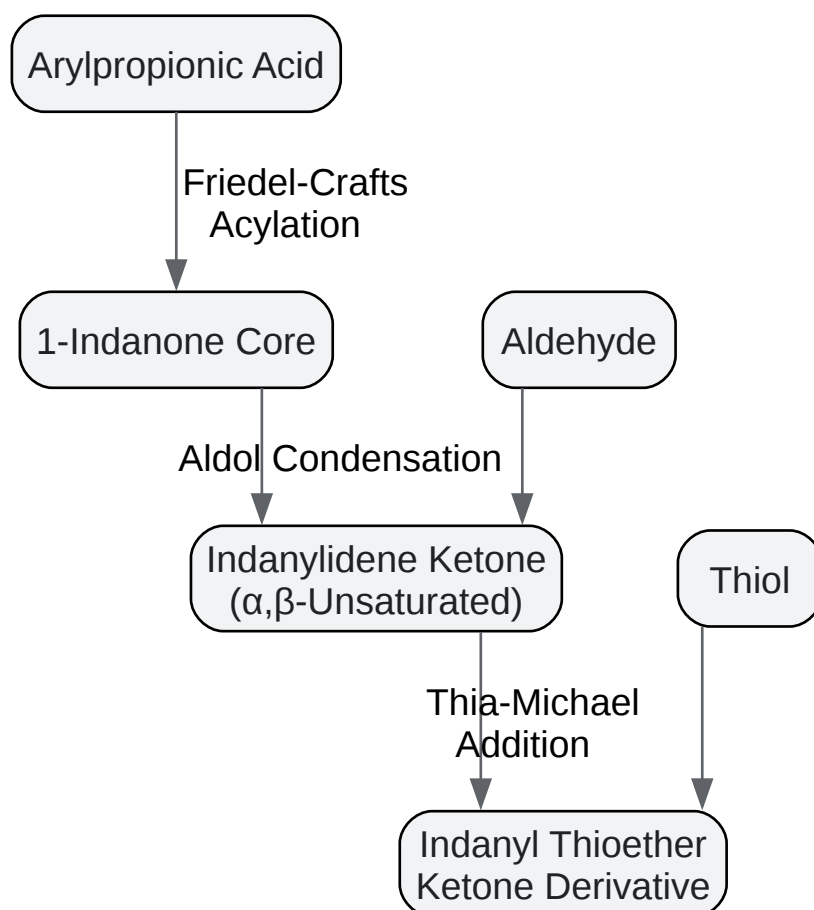 Arylpropionic Acid
Friedel-Crafts
Acylation
1-Indanone Core
Aldehyde
Aldol Condensation
Indanylidene Ketone
(α,β-Unsaturated)
Thiol
Thia-Michael
Addition
Indanyl Thioether
Ketone Derivative